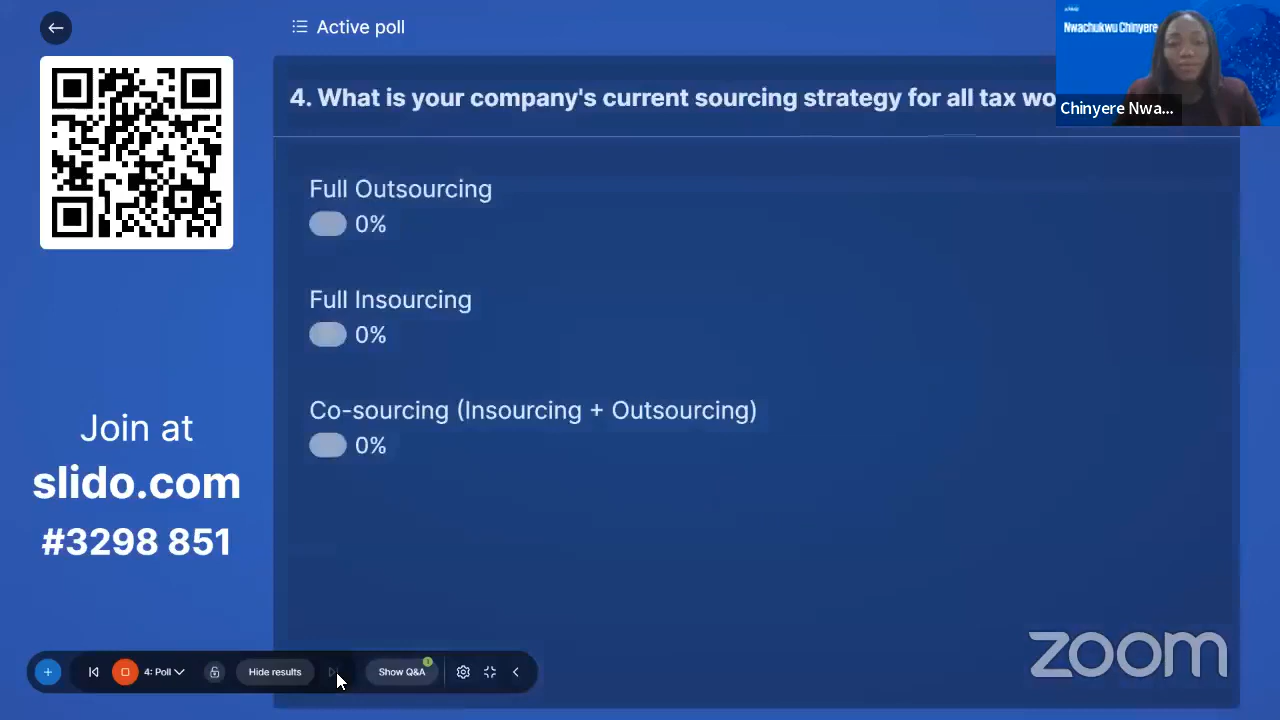 Active poll
Nwachukwu Chinyere
4. What is your company's current sourcing strategy for all tax wo
Chinyere Nwa...
Full Outsourcing
0%
Full Insourcing
0%
Co-sourcing (Insourcing + Outsourcing)
0%
Join at
slido.com
#3298 851
4: Poll
Hide results
Show Q&A
1
zoom